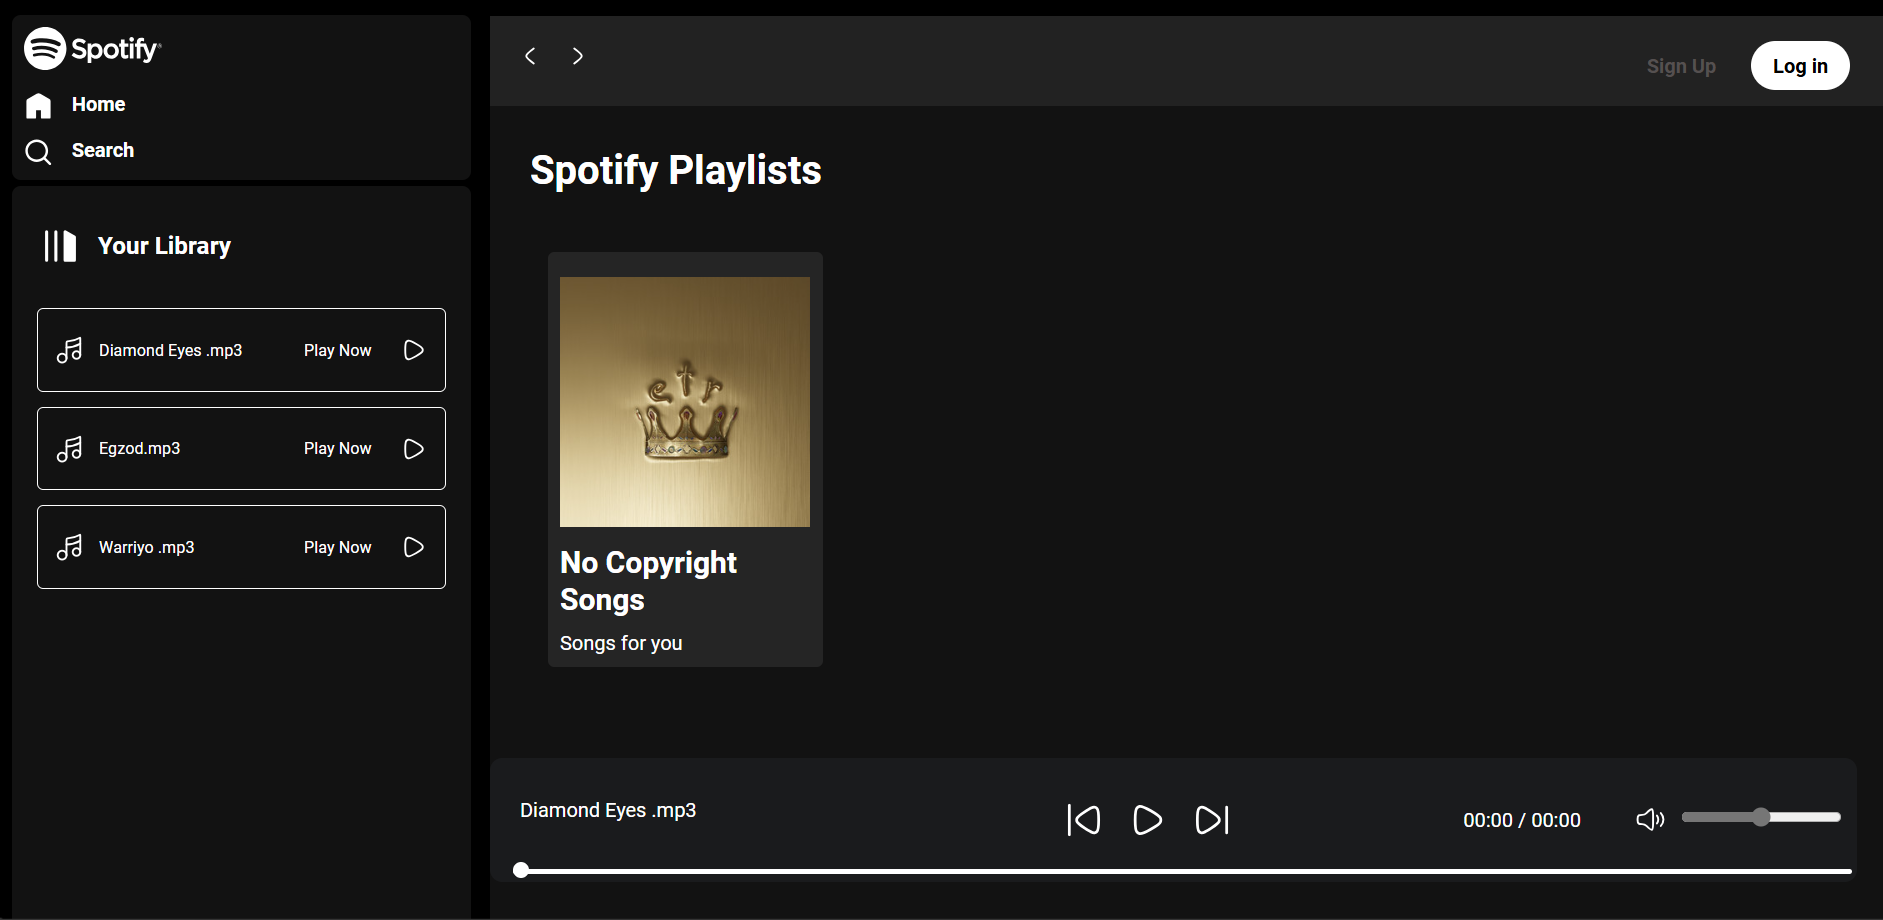 Spotify
Home
Search
Your Library
Diamond Eyes .mp3 Play Now
Egzod.mp3 Play Now
Warriyo .mp3 Play Now
Sign Up Log in
Spotify Playlists
etr
No Copyright
Songs
Songs for you
Diamond Eyes .mp3
00:00 / 00:00